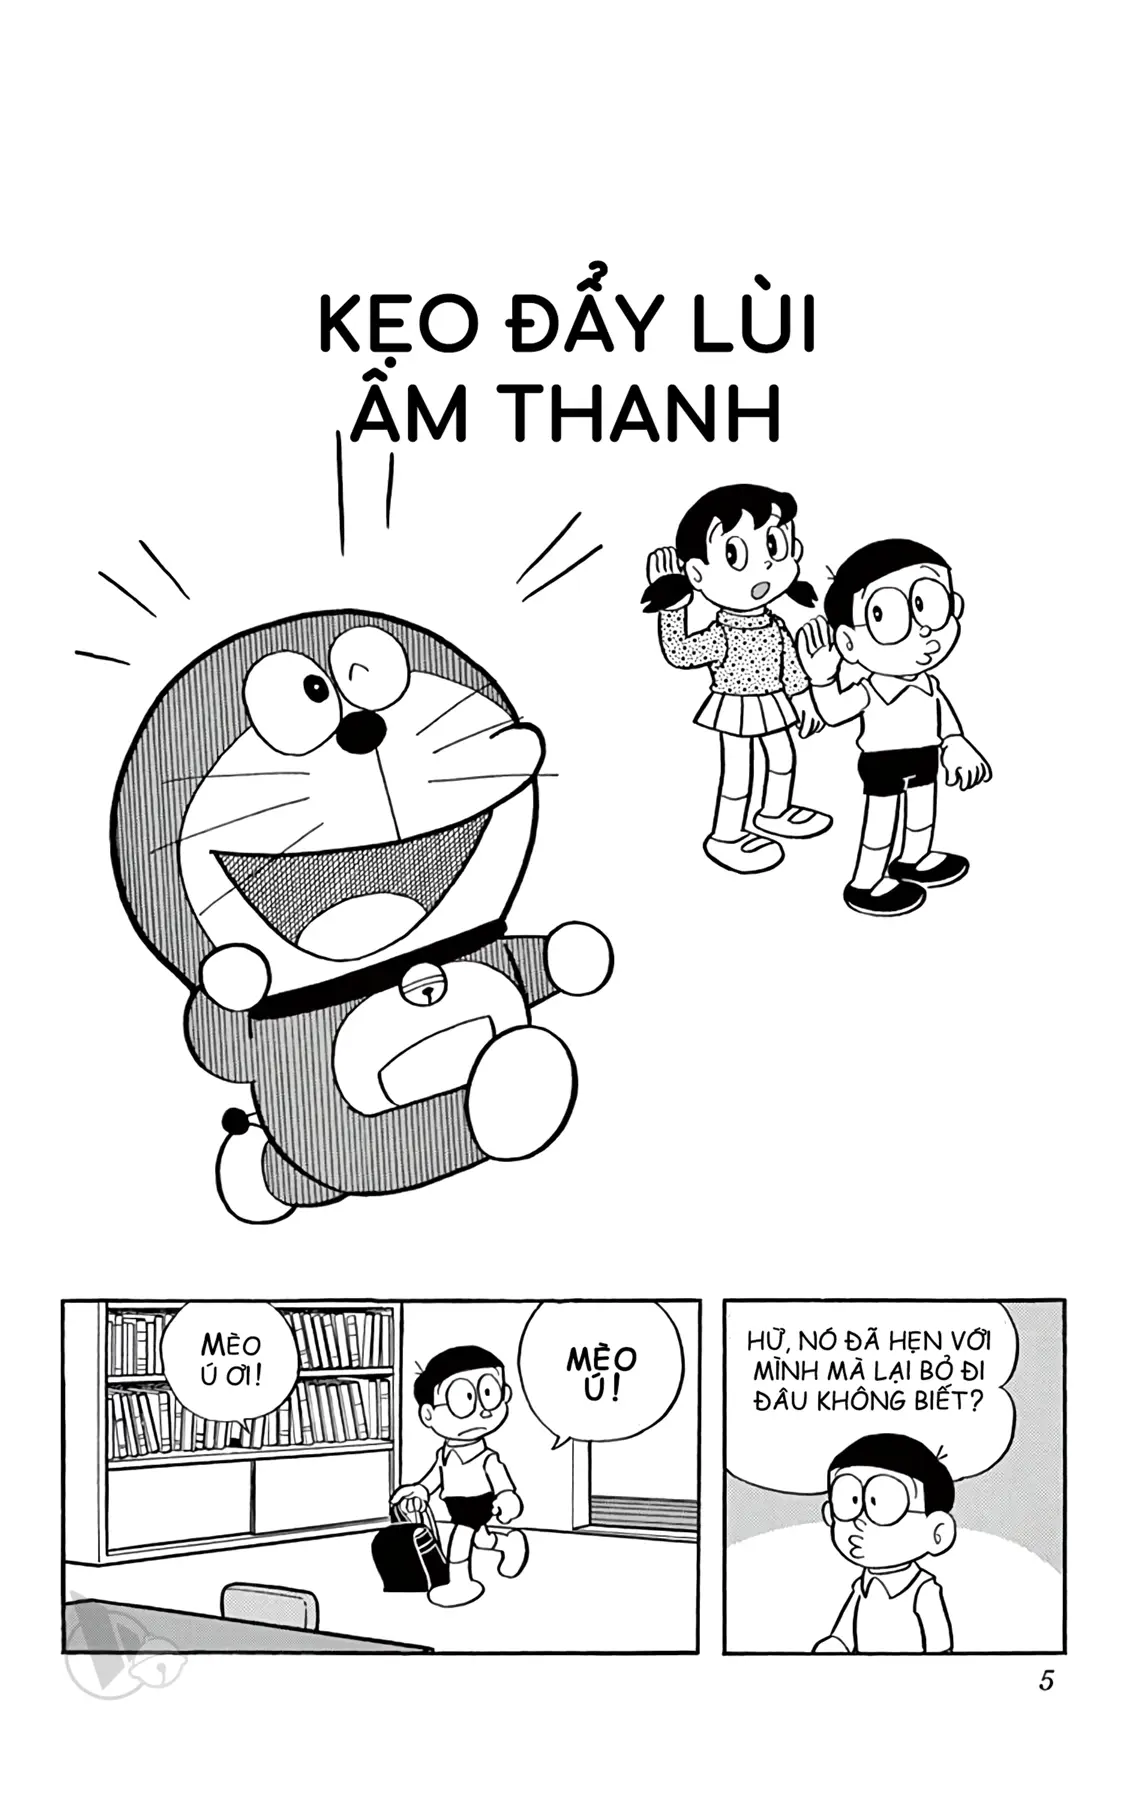 KẸO ĐẨY LÙI
ÂM THANH
MÈO
Ú ƠI!
MÈO
Ú!
HỪ, NÓ ĐÃ HẸN VỚI
MÌNH MÀ LẠI BỎ ĐI
ĐÂU KHÔNG BIẾT?
5